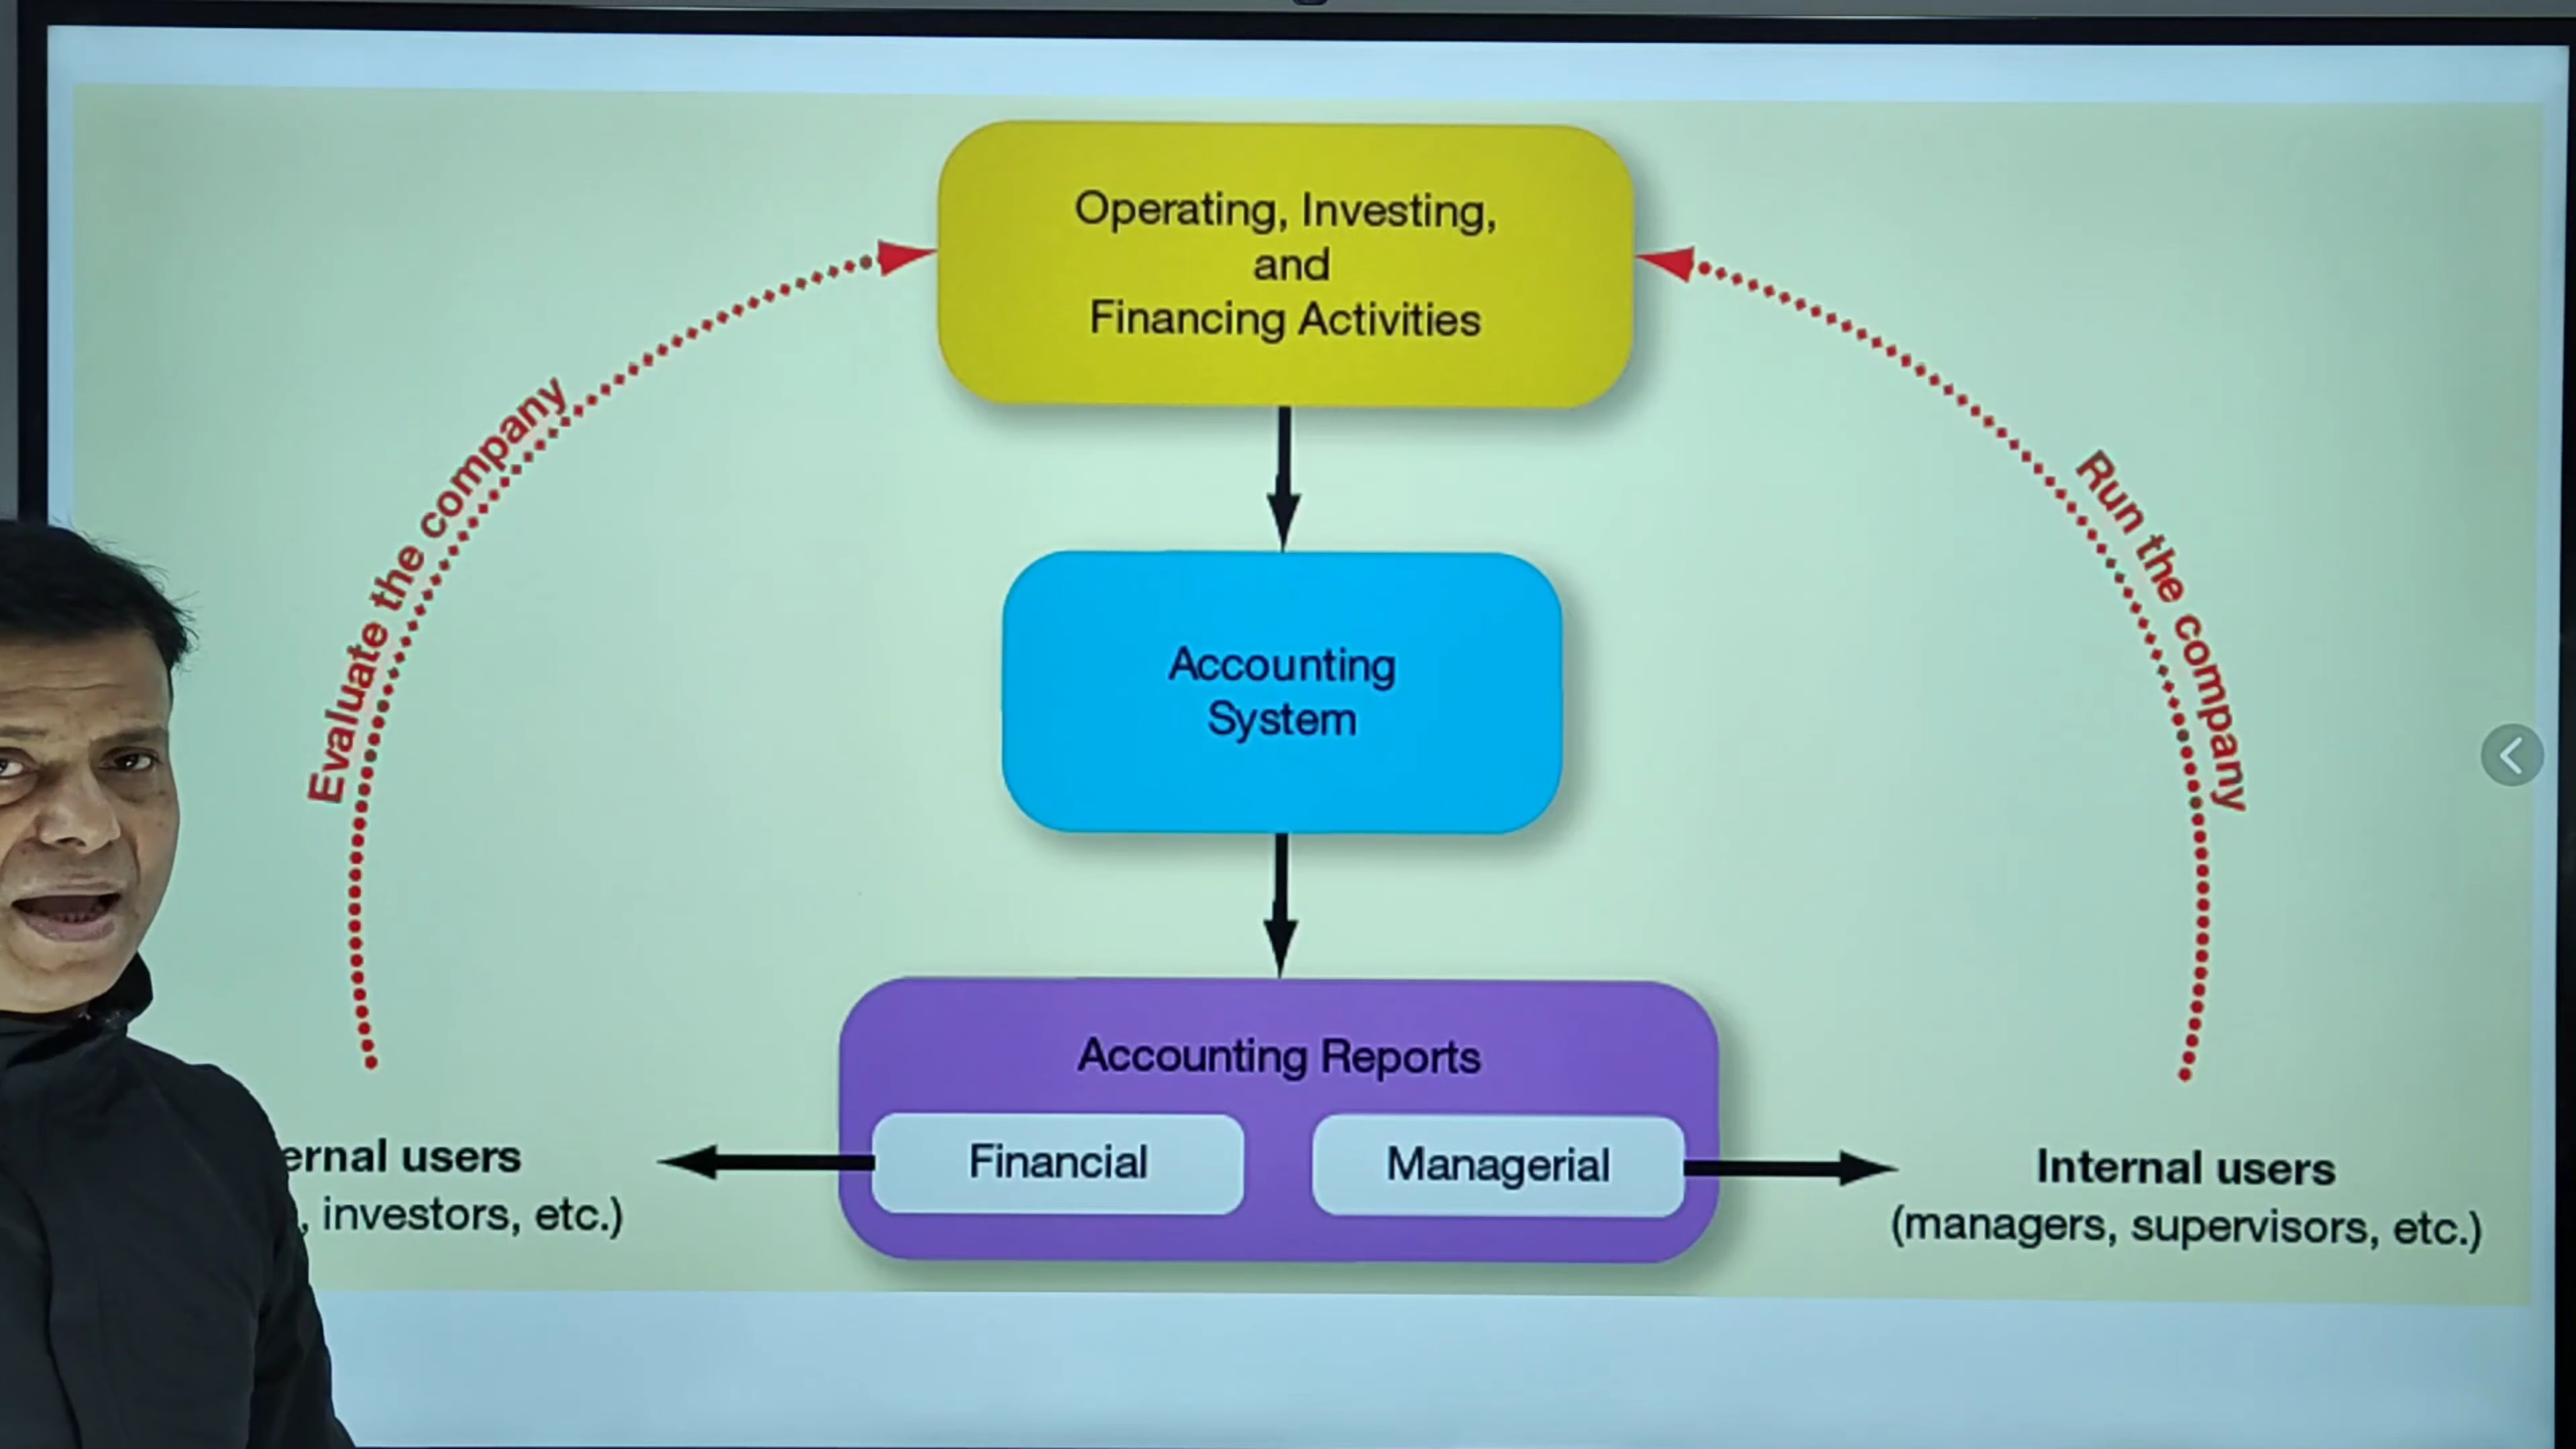 Operating, Investing,
and
Financing Activities
Evaluate the company
Run the company
Accounting
System
Accounting Reports
Financial
Managerial
ernal users
, investors, etc.)
Internal users
(managers, supervisors, etc.)